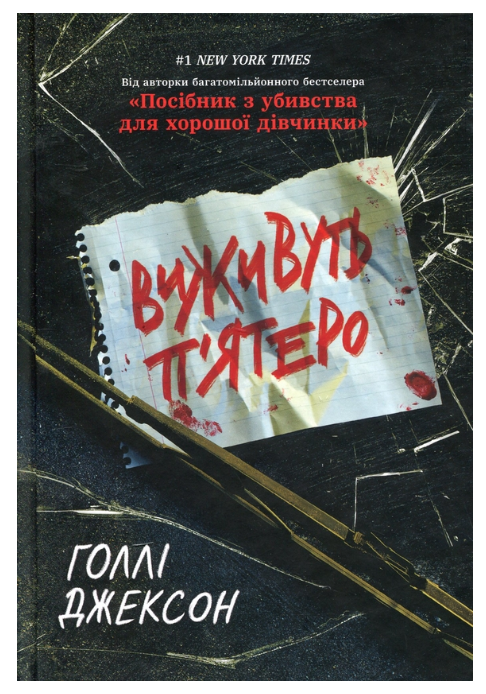 #1 NEW YORK TIMES
Від авторки багатомільйонного бестселера
«Посібник з убивства
для хорошої дівчинки»
ВИЖИВУТЬ
П'ЯТЕРО
ГОЛЛІ
ДЖЕКСОН